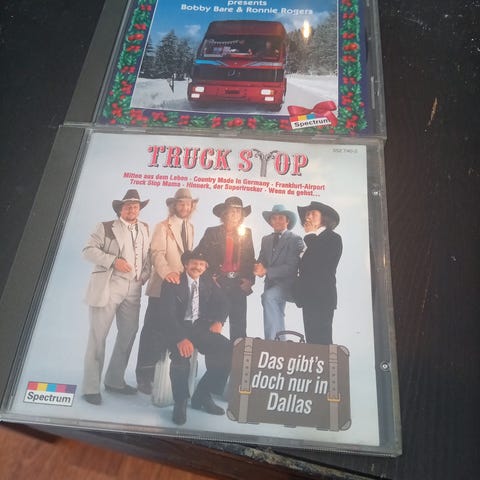 presents
Bobby Bare & Ronnie Rogers
Spectrum
552 740-2
TRUCK STOP
Mitten aus dem Leben - Country Made in Germany - Frankfurt-Airport
Truck Stop Mama - Hinnerk, der Supertrucker - Wenn du gehst...
Das gibt's
doch nur in
Dallas
Spectrum